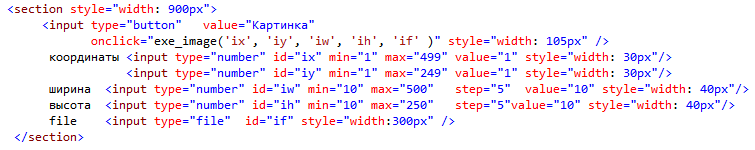 <section style="width: 900px">
<input type="button" value="Картинка"
onclick="exe_image('ix', 'iy', 'iw', 'ih', 'if' )" style="width: 105px" />
координаты <input type="number" id="ix" min="1" max="499" value="1" style="width: 30px"/>
<input type="number" id="iy" min="1" max="249" value="1" style="width: 30px"/>
ширина <input type="number" id="iw" min="10" max="500" step="5" value="10" style="width: 40px"/>
высота <input type="number" id="ih" min="10" max="250" step="5"value="10" style="width: 40px"/>
file <input type="file" id="if" style="width:300px" />
</section>